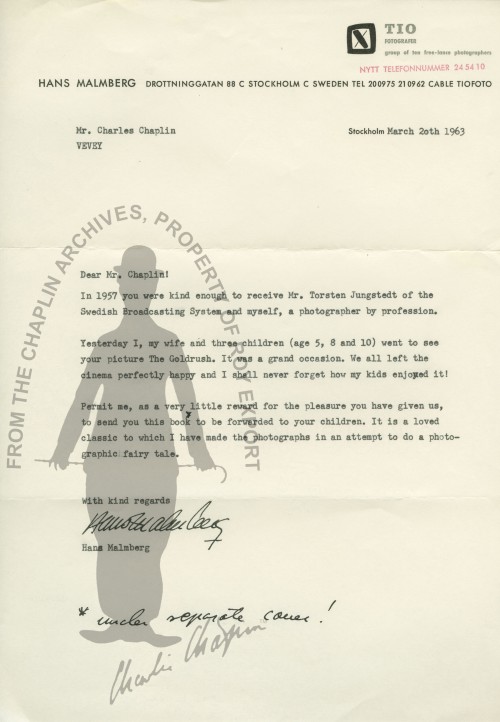 TIO
FOTOGRAFER
group of ten free-lance photographers
NYTT TELEFONNUMMER 24 54 10
HANS MALMBERG DROTTNINGGATAN 88 C STOCKHOLM C SWEDEN TEL 200975 210962 CABLE TIOFOTO
Mr. Charles Chaplin
VEVEY
Stockholm March 20th 1963
FROM THE CHAPLIN ARCHIVES, PROPERTY OF ROY EXPORT
Dear Mr. Chaplin!
In 1957 you were kind enough to receive Mr. Torsten Jungstedt of the
Swedish Broadcasting System and myself, a photographer by profession.
Yesterday I, my wife and three children (age 5, 8 and 10) went to see
your picture The Goldrush. It was a grand occasion. We all left the
cinema perfectly happy and I shall never forget how my kids enjoyed it!
Permit me, as a very little reward for the pleasure you have given us,
to send you this book * to be forwarded to your children. It is a loved
classic to which I have made the photographs in an attempt to do a photo-
graphic fairy tale.
With kind regards
Hans Malmberg
Hans Malmberg
* under separate cover!
Charlie Chaplin